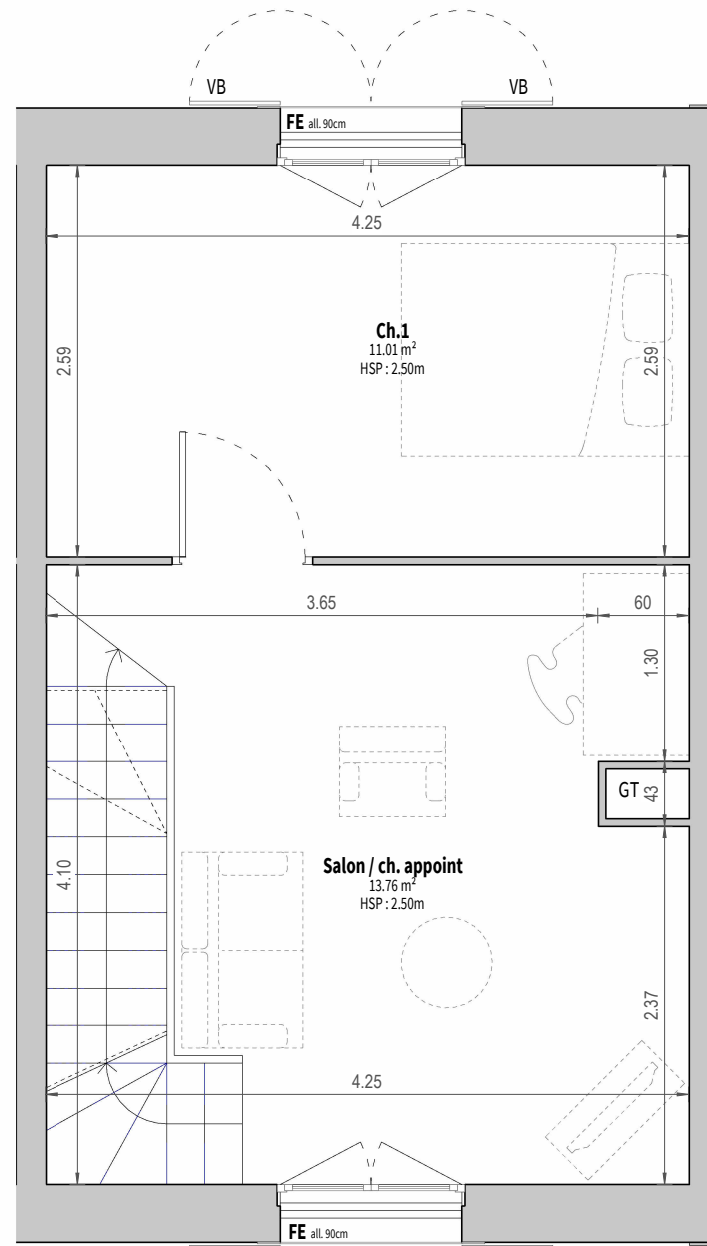 VB
VB
FE all. 90cm
4.25
2.59
Ch.1
11.01 m²
HSP : 2.50m
2.59
3.65
60
1.30
GT
43
4.10
Salon / ch. appoint
13.76 m²
HSP : 2.50m
2.37
4.25
FE all. 90cm